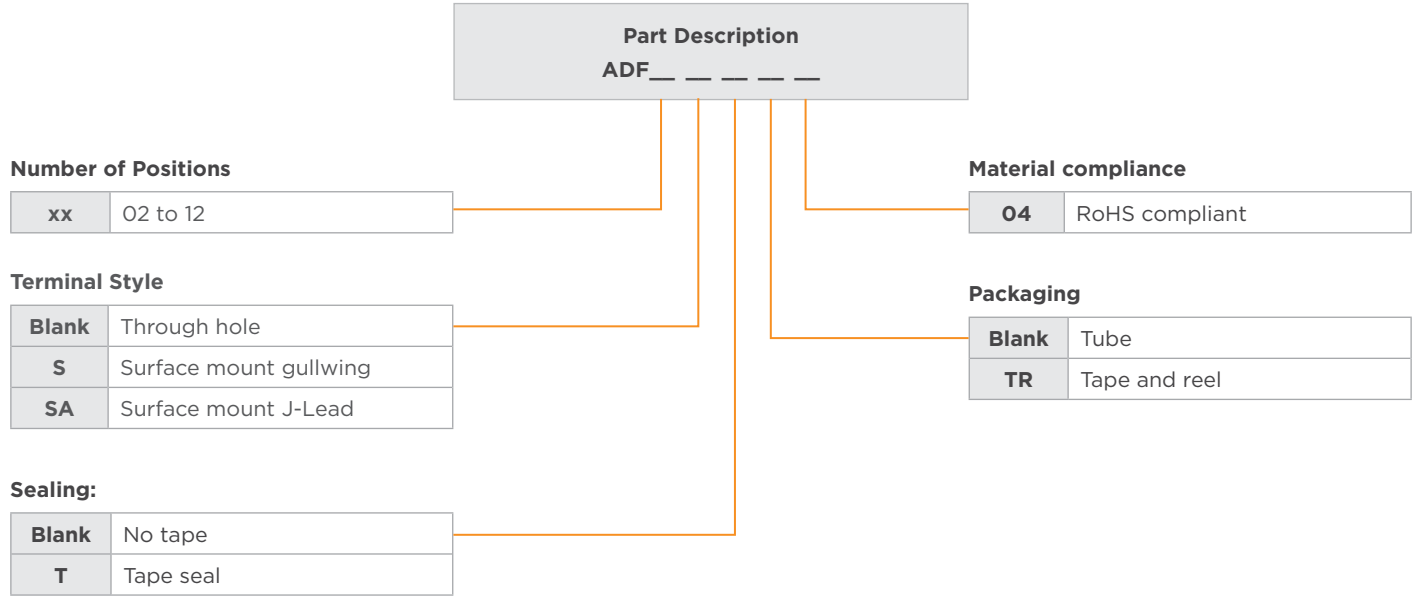 Part Description
ADF__ __ __ __ __
Number of Positions
xx 02 to 12
Terminal Style
Blank Through hole
S Surface mount gullwing
SA Surface mount J-Lead
Sealing:
Blank No tape
T Tape seal
Material compliance
04 RoHS compliant
Packaging
Blank Tube
TR Tape and reel